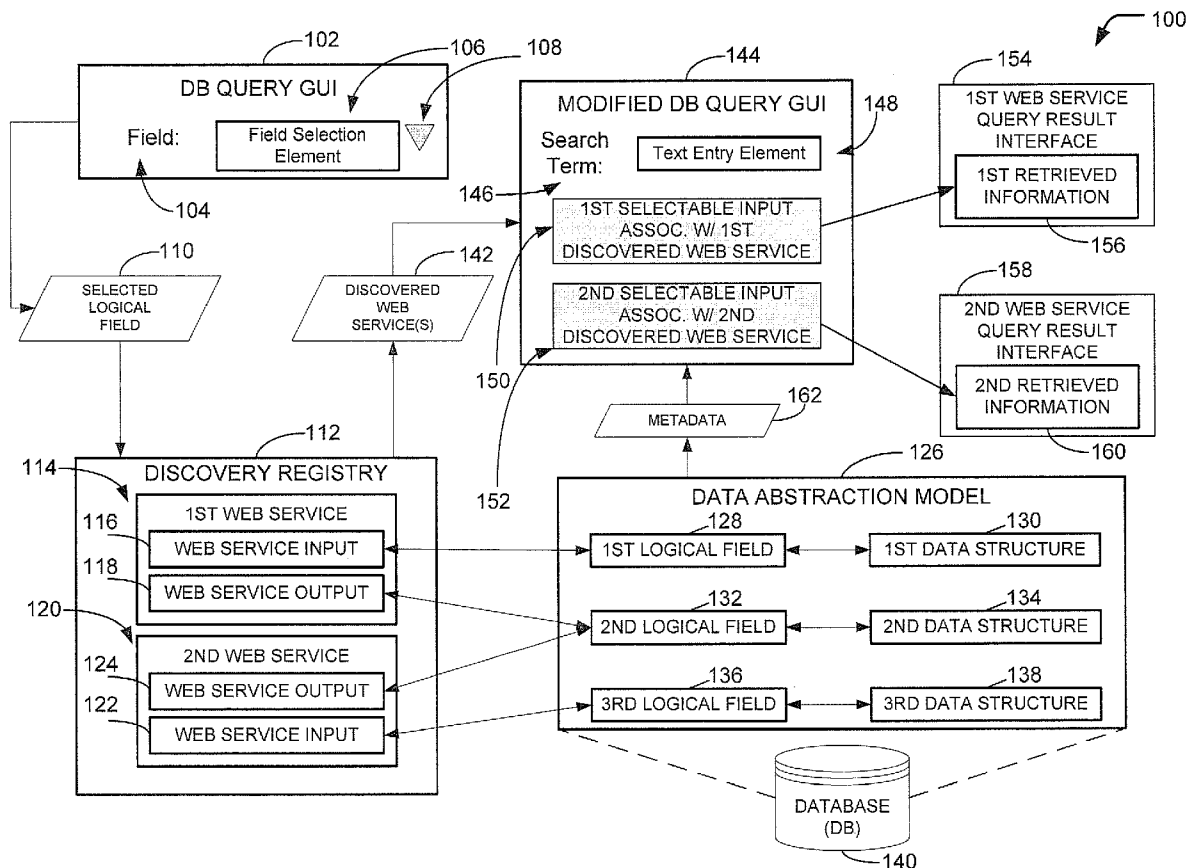 100
102
DB QUERY GUI
106
108
Field:
Field Selection
Element
104
110
SELECTED
LOGICAL
FIELD
142
DISCOVERED
WEB
SERVICE(S)
144
MODIFIED DB QUERY GUI
148
Search
Term:
Text Entry Element
146
1ST SELECTABLE INPUT
ASSOC. W/ 1ST
DISCOVERED WEB SERVICE
2ND SELECTABLE INPUT
ASSOC. W/ 2ND
DISCOVERED WEB SERVICE
150
152
154
1ST WEB SERVICE
QUERY RESULT
INTERFACE
1ST RETRIEVED
INFORMATION
156
158
2ND WEB SERVICE
QUERY RESULT
INTERFACE
2ND RETRIEVED
INFORMATION
160
METADATA
162
112
DISCOVERY REGISTRY
114
1ST WEB SERVICE
116
WEB SERVICE INPUT
118
WEB SERVICE OUTPUT
120
2ND WEB SERVICE
124
WEB SERVICE OUTPUT
122
WEB SERVICE INPUT
126
DATA ABSTRACTION MODEL
128
1ST LOGICAL FIELD
130
1ST DATA STRUCTURE
132
2ND LOGICAL FIELD
134
2ND DATA STRUCTURE
136
3RD LOGICAL FIELD
138
3RD DATA STRUCTURE
DATABASE
(DB)
140